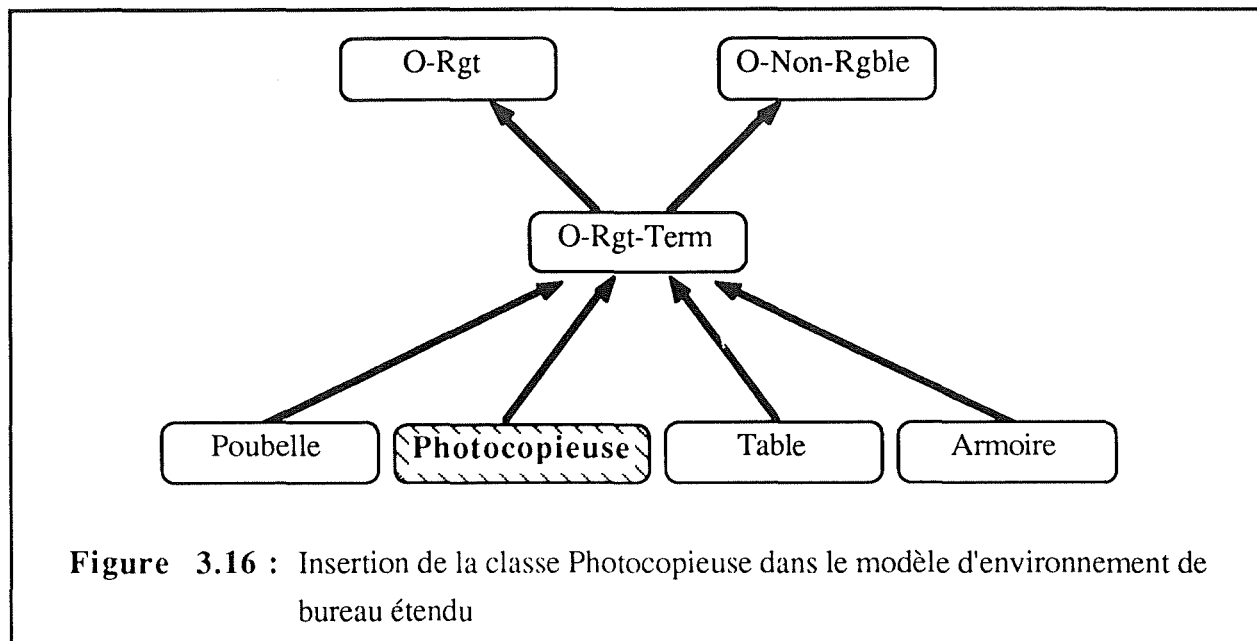 O-Rgt
O-Non-Rgble
O-Rgt-Term
Poubelle
Photocopieuse
Table
Armoire
Figure 3.16 : Insertion de la classe Photocopieuse dans le modèle d'environnement de
bureau étendu